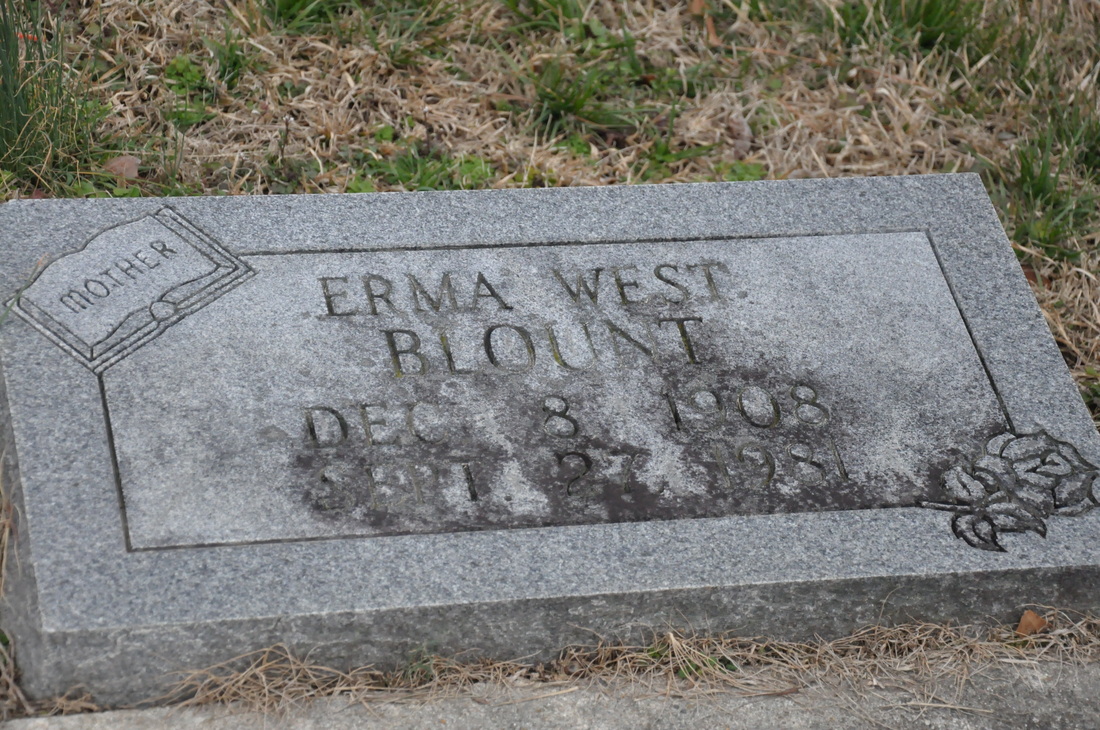 MOTHER
ERMA WEST
BLOUNT
DEC. 8 1908
SEPT. 27, 1981